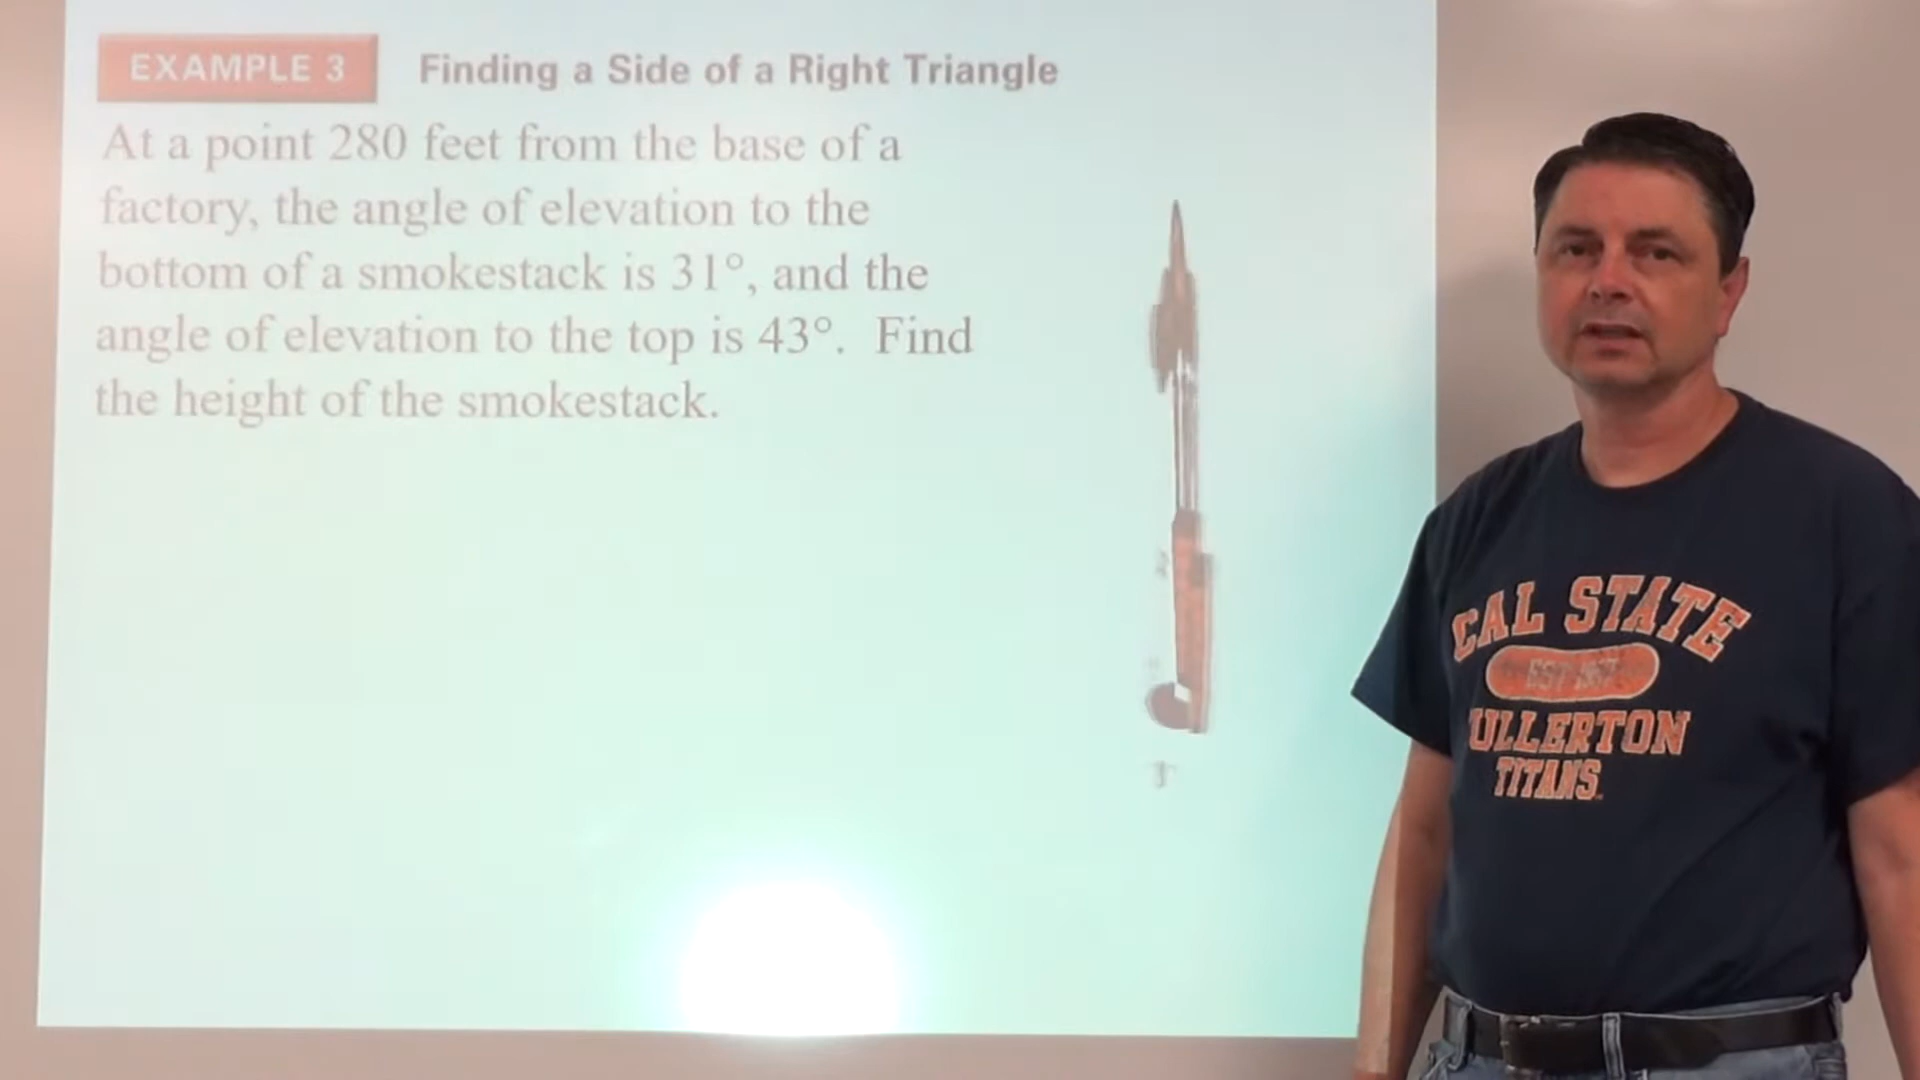 EXAMPLE 3 Finding a Side of a Right Triangle
At a point 280 feet from the base of a
factory, the angle of elevation to the
bottom of a smokestack is 31°, and the
angle of elevation to the top is 43°. Find
the height of the smokestack.
CAL STATE
EST
FULLERTON
TITANS